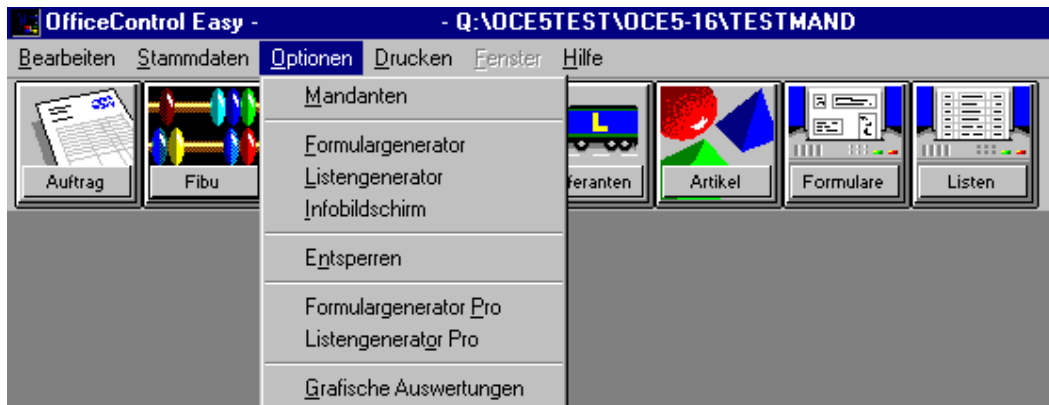 OfficeControl Easy - - Q:\OCE5TEST\OCE5-16\TESTMAND
Bearbeiten Stammdaten Optionen Drucken Fenster Hilfe
Mandanten
Formulargenerator
Listengenerator
Infobildschirm
Entsperren
Formulargenerator Pro
Listengenerator Pro
Grafische Auswertungen
Auftrag Fibu feranten Artikel Formulare Listen
L